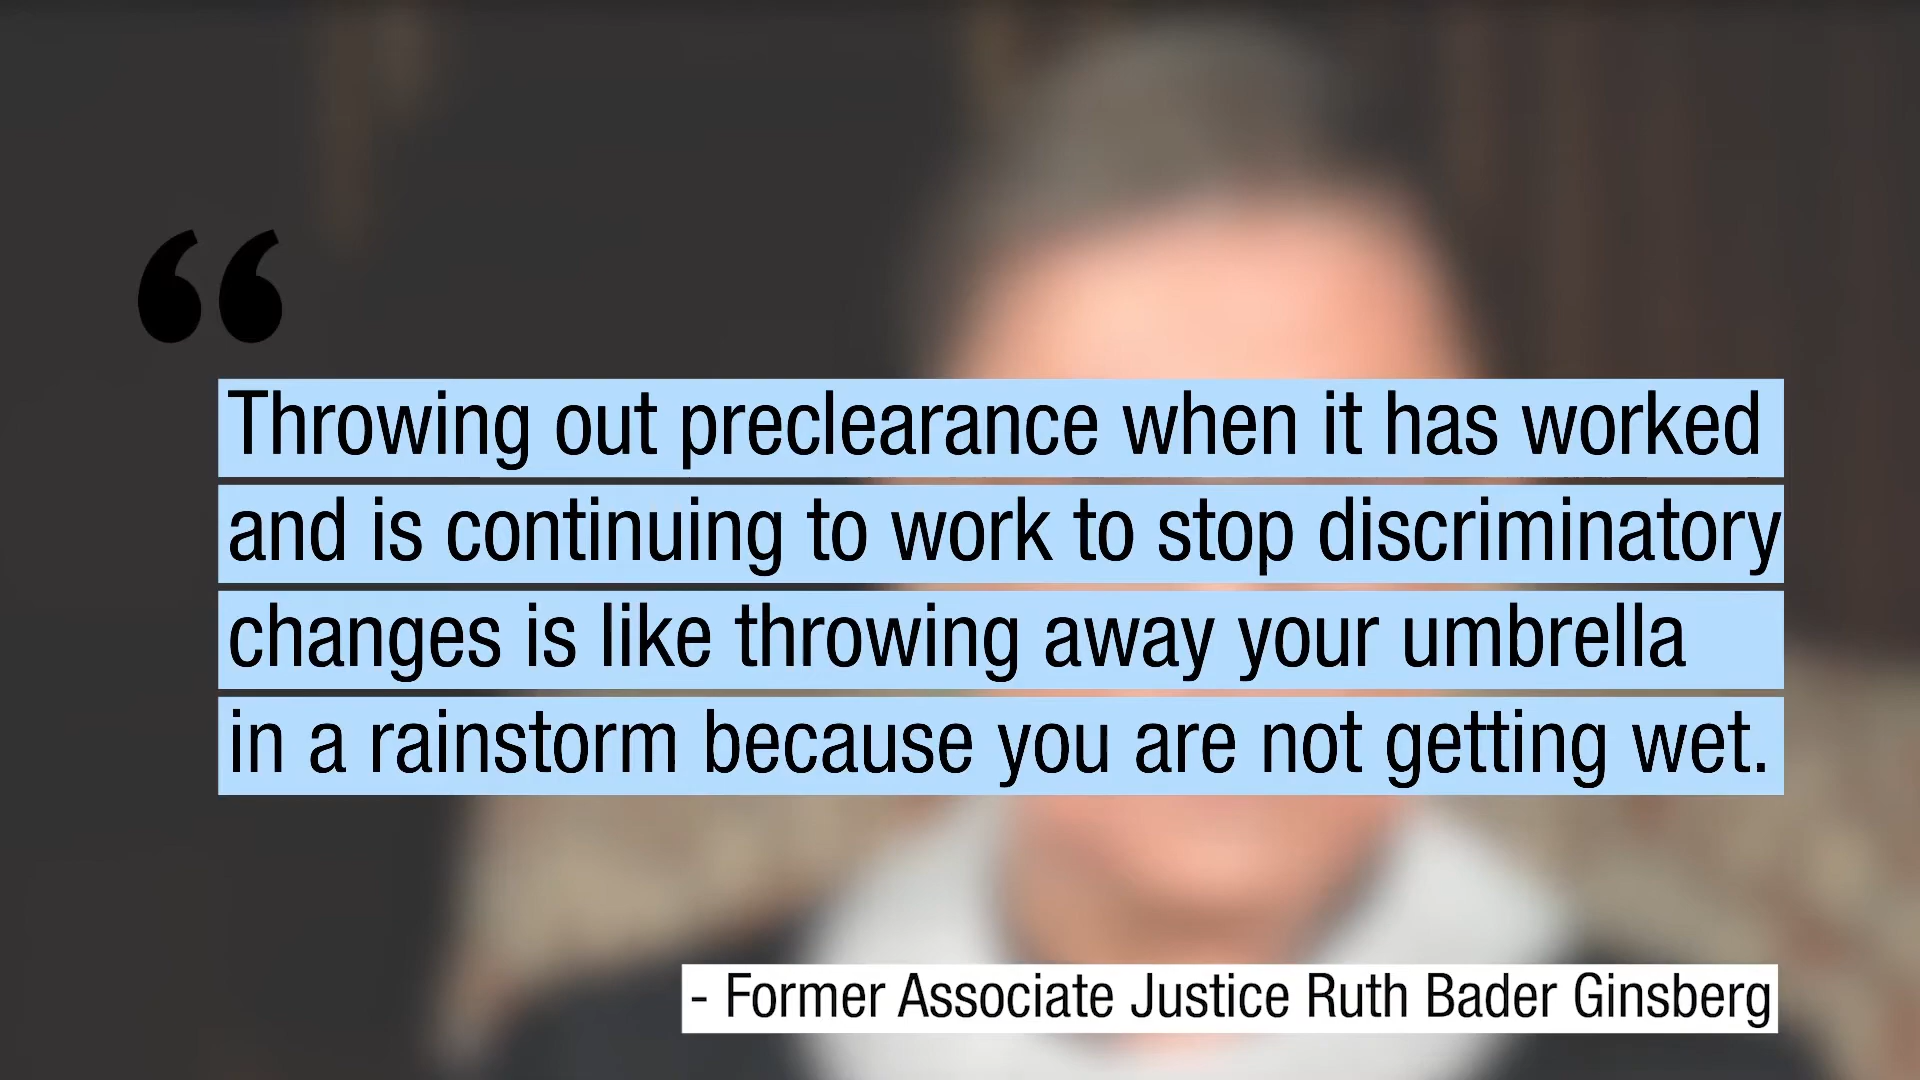 “
Throwing out preclearance when it has worked
and is continuing to work to stop discriminatory
changes is like throwing away your umbrella
in a rainstorm because you are not getting wet.
- Former Associate Justice Ruth Bader Ginsberg